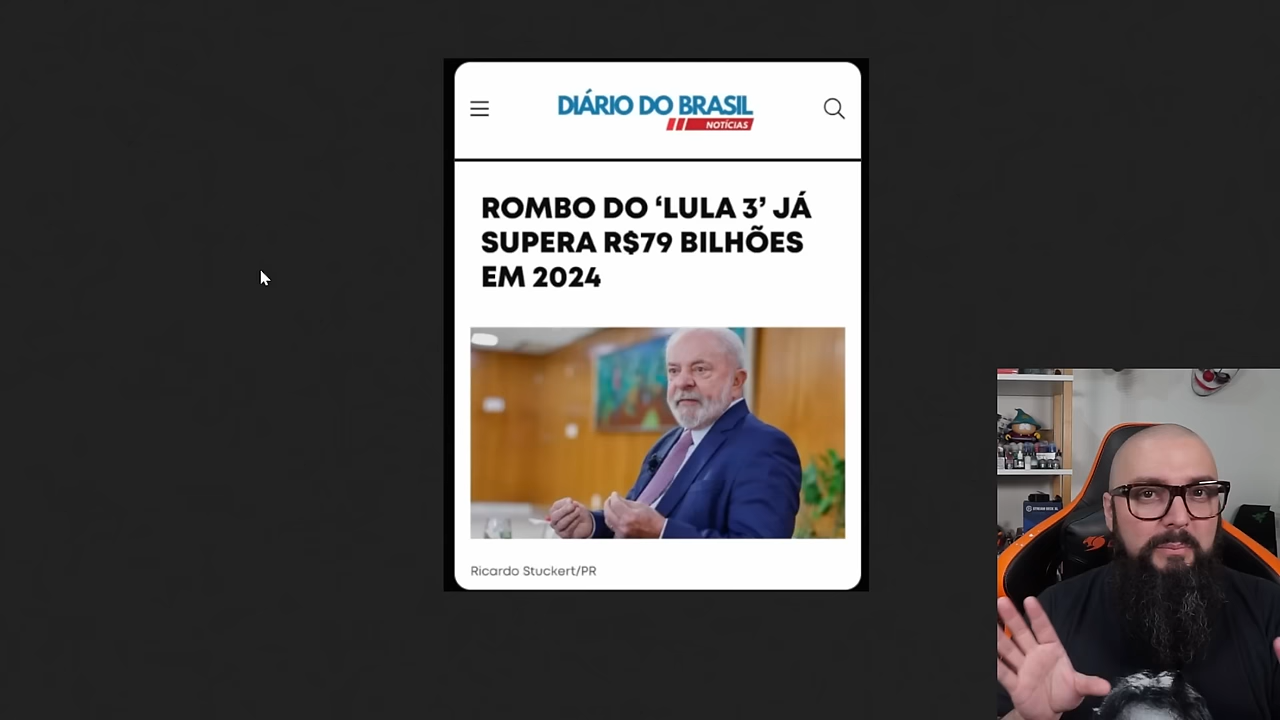 DIÁRIO DO BRASIL
NOTÍCIAS
ROMBO DO ‘LULA 3’ JÁ
SUPERA R$79 BILHÕES
EM 2024
Ricardo Stuckert/PR